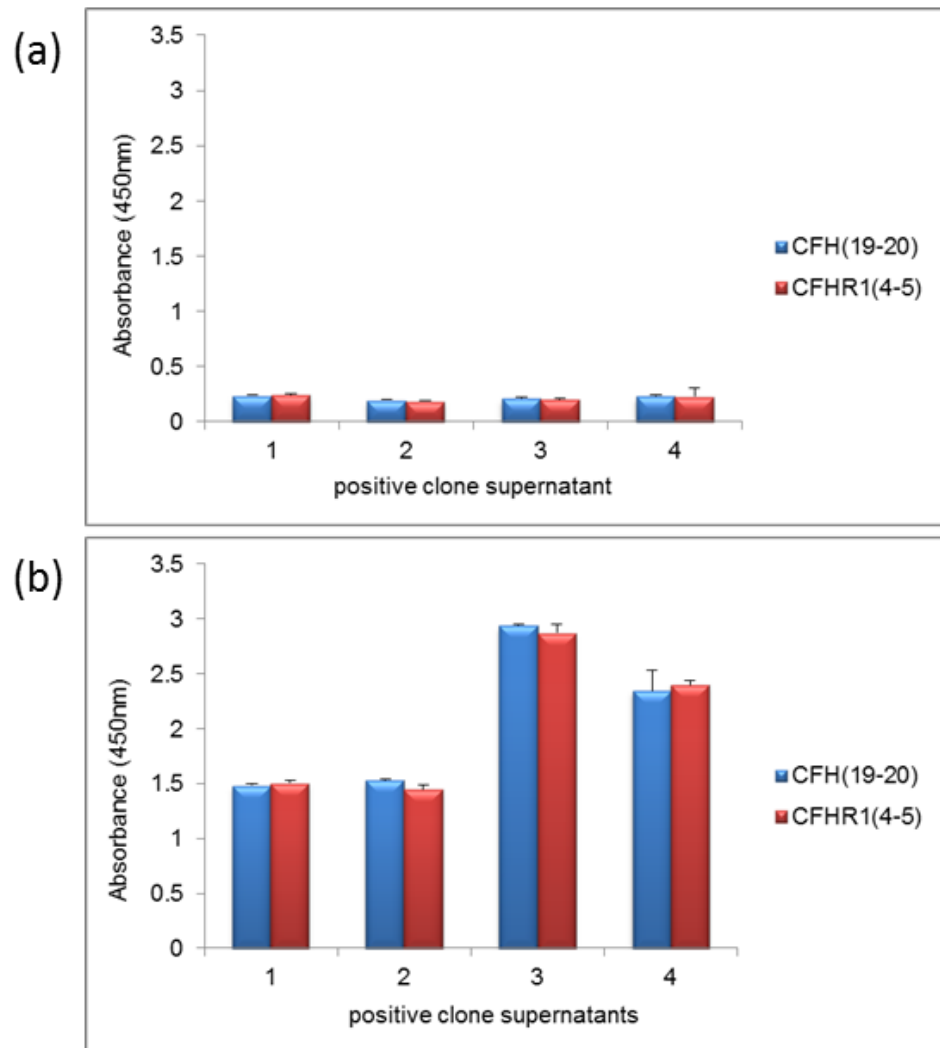 (a)
3.5
3
2.5
2
1.5
1
0.5
0
Absorbance (450nm)
1 2 3 4
positive clone supernatant
CFH(19-20)
CFHR1(4-5)
(b)
3.5
3
2.5
2
1.5
1
0.5
0
Absorbance (450nm)
1 2 3 4
positive clone supernatants
CFH(19-20)
CFHR1(4-5)